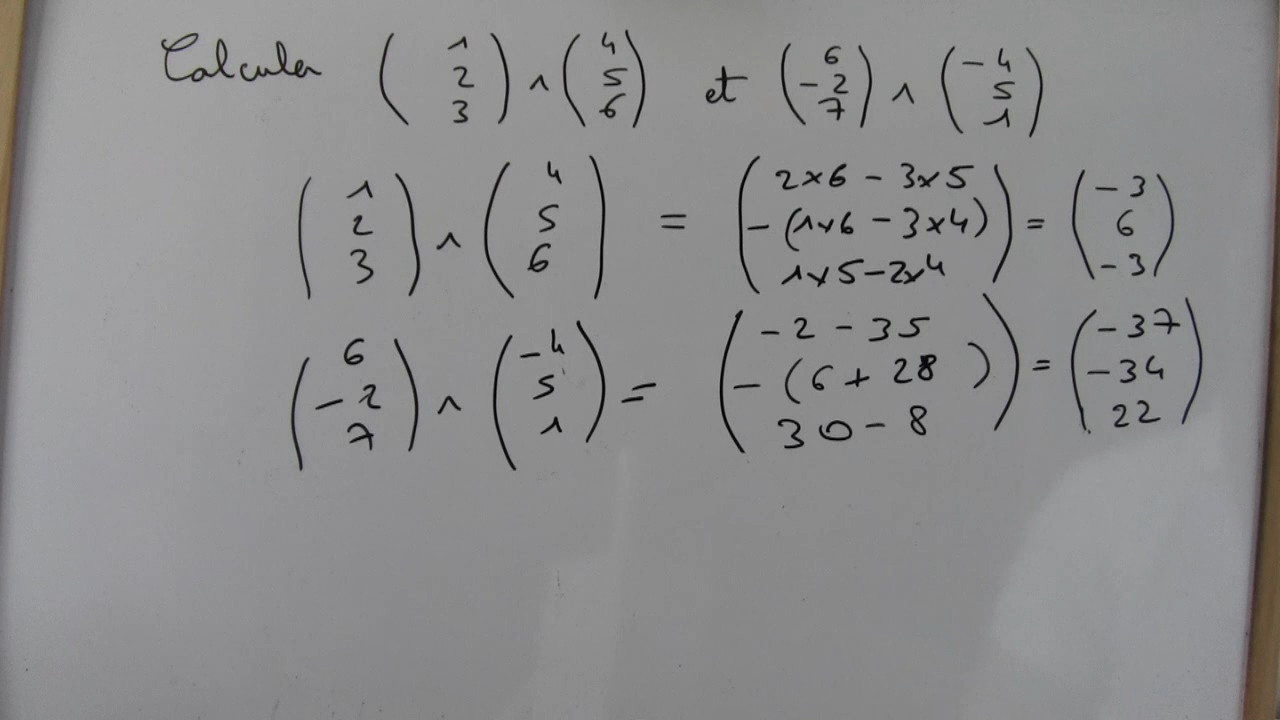 Calculer (1 2 3) ∧ (4 5 6) et (6 -2 7) ∧ (-4 5 1)
(1 2 3) ∧ (4 5 6) = (2×6 - 3×5 -(1×6 - 3×4) 1×5-2×4) = (-3 6 -3)
(6 -2 7) ∧ (-4 5 1) = (-2 - 35 -(6 + 28) 30 - 8) = (-37 -34 22)